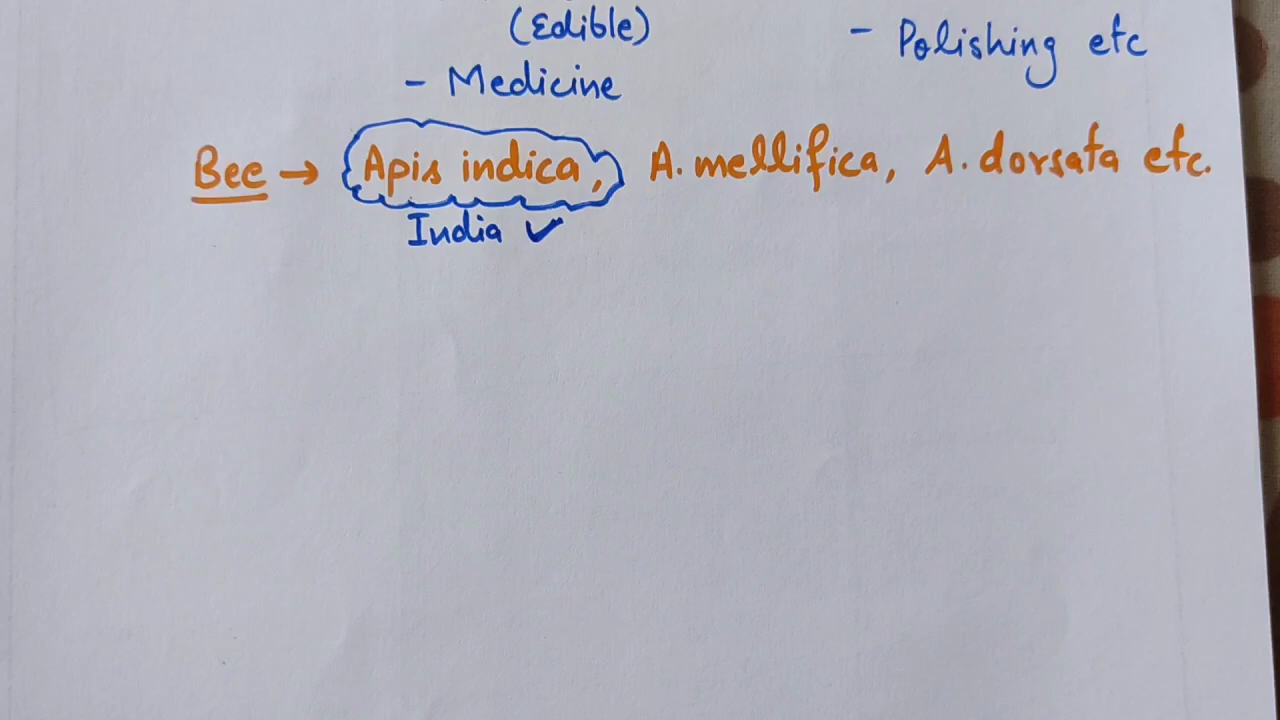 (Edible)
- Polishing etc
- Medicine
Bee → Apis indica, A. mellifica, A. dorsata etc.
India ✓